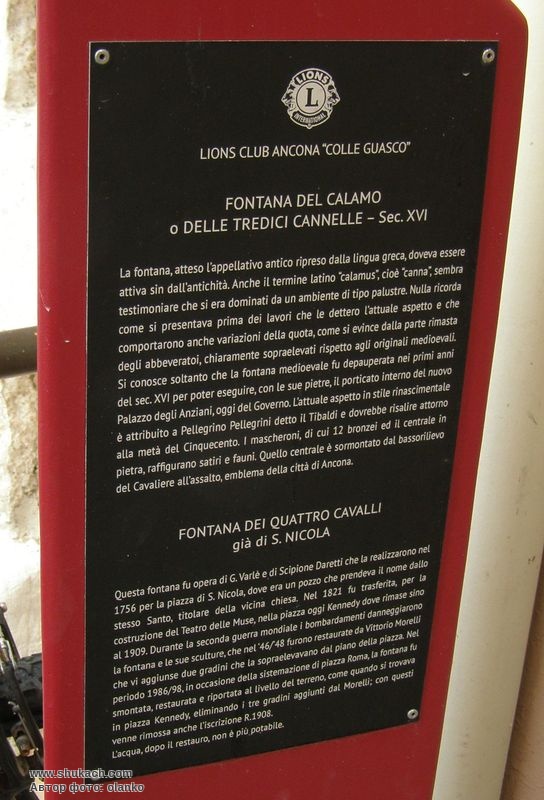 LIONS
L
INTERNATIONAL
LIONS CLUB ANCONA "COLLE GUASCO"
FONTANA DEL CALAMO
o DELLE TREDICI CANNELLE – Sec. XVI
La fontana, atteso l'appellativo antico ripreso dalla lingua greca, doveva essere
attiva sin dall'antichità. Anche il termine latino "calamus", cioè "canna", sembra
testimoniare che si era dominati da un ambiente di tipo palustre. Nulla ricorda
come si presentava prima dei lavori che le dettero l'attuale aspetto e che
comportarono anche variazioni della quota, come si evince dalla parte rimasta
degli abbeveratoi, chiaramente sopraelevati rispetto agli originali medioevali.
Si conosce soltanto che la fontana medioevale fu depauperata nei primi anni
del sec. XVI per poter eseguire, con le sue pietre, il porticato interno del nuovo
Palazzo degli Anziani, oggi del Governo. L'attuale aspetto in stile rinascimentale
è attribuito a Pellegrino Pellegrini detto il Tibaldi e dovrebbe risalire attorno
alla metà del Cinquecento. I mascheroni, di cui 12 bronzei ed il centrale in
pietra, raffigurano satiri e fauni. Quello centrale è sormontato dal bassorilievo
del Cavaliere all'assalto, emblema della città di Ancona.
FONTANA DEI QUATTRO CAVALLI
già di S. NICOLA
Questa fontana fu opera di G. Varlè e di Scipione Daretti che la realizzarono nel
1756 per la piazza di S. Nicola, dove era un pozzo che prendeva il nome dallo
stesso Santo, titolare della vicina chiesa. Nel 1821 fu trasferita, per la
costruzione del Teatro delle Muse, nella piazza oggi Kennedy dove rimase sino
al 1909. Durante la seconda guerra mondiale i bombardamenti danneggiarono
la fontana e le sue sculture, che nel '46/'48 furono restaurate da Vittorio Morelli
che vi aggiunse due gradini che la sopraelevavano dal piano della piazza. Nel
periodo 1986/98, in occasione della sistemazione di piazza Roma, la fontana fu
smontata, restaurata e riportata al livello del terreno, come quando si trovava
in piazza Kennedy, eliminando i tre gradini aggiunti dal Morelli; con questi
venne rimossa anche l'iscrizione R.1908.
L'acqua, dopo il restauro, non è più potabile.
www.shukach.com
Автор фото: olanko